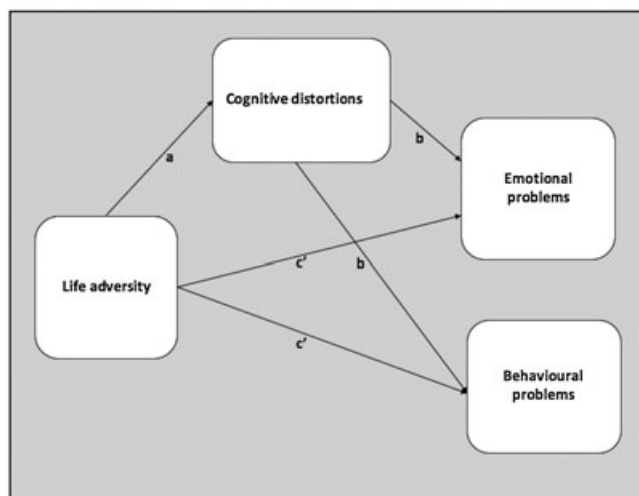 Cognitive distortions
a
b
Emotional
problems
Life adversity
c'
b
c'
Behavioural
problems